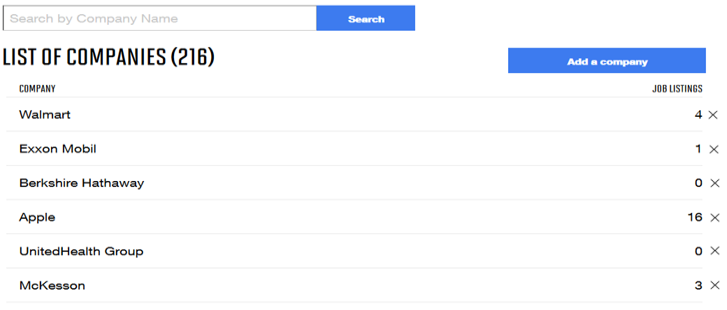 Search by Company Name Search
LIST OF COMPANIES (216) Add a company
COMPANY JOB LISTINGS
Walmart 4
Exxon Mobil 1
Berkshire Hathaway 0
Apple 16
UnitedHealth Group 0
McKesson 3